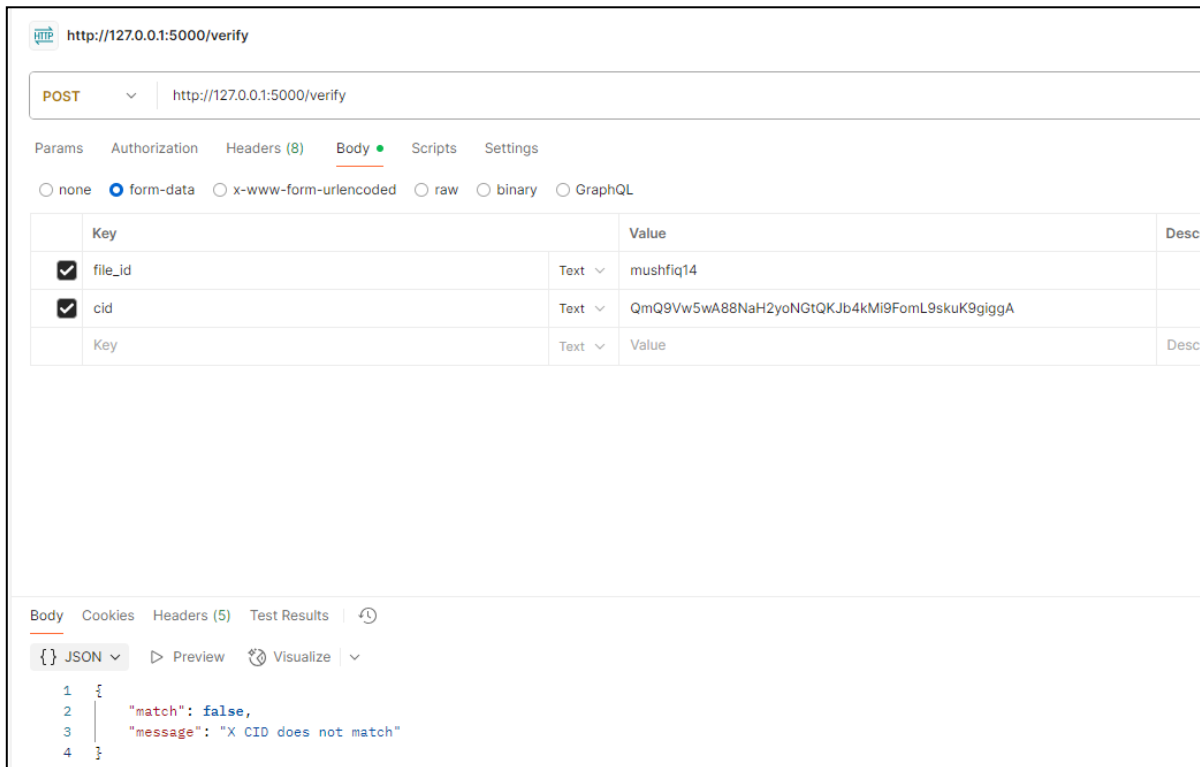 HTTP http://127.0.0.1:5000/verify
POST http://127.0.0.1:5000/verify
Params Authorization Headers (8) Body Scripts Settings
none form-data x-www-form-urlencoded raw binary GraphQL
Key Value Desc
file_id Text mushfiq14
cid Text QmQ9Vw5wA88NaH2yoNGtQKJb4kMi9FomL9skuK9giggA
Key Text Value Desc
Body Cookies Headers (5) Test Results
{} JSON Preview Visualize
1 {
2 "match": false,
3 "message": "X CID does not match"
4 }